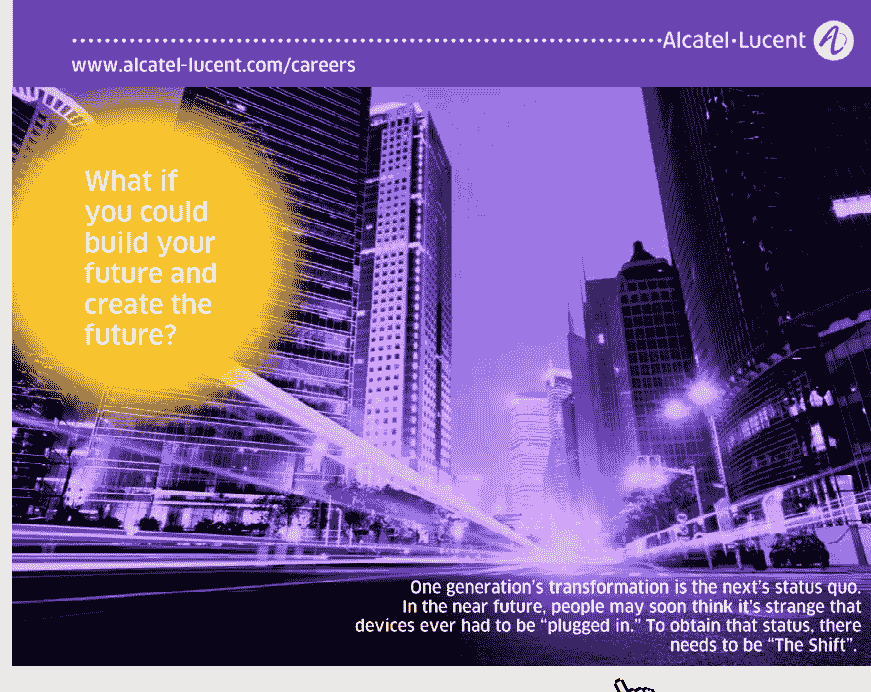 Alcatel·Lucent
www.alcatel-lucent.com/careers
What if
you could
build your
future and
create the
future?
One generation's transformation is the next's status quo.
In the near future, people may soon think it's strange that
devices ever had to be “plugged in.” To obtain that status, there
needs to be “The Shift”.